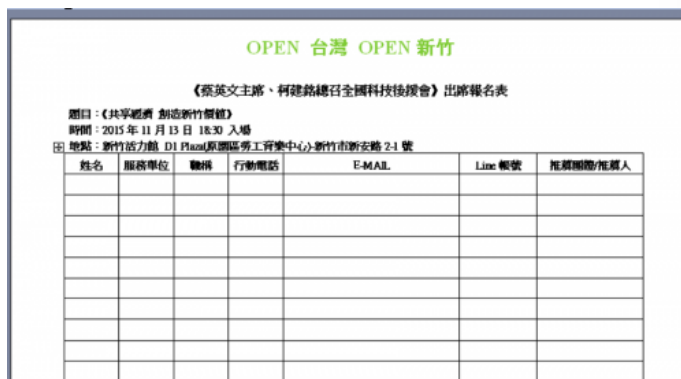 OPEN 台灣 OPEN 新竹
《蔡英文主席、柯建銘總召全國科技後援會》出席報名表
題目：《共享經濟 創造新竹價值》
時間：2015 年 11 月 13 日 18:30 入場
地點：新竹活力館 D1 Plaza(原園區勞工育樂中心)-新竹市新安路 2-1 號
姓名 服務單位 職稱 行動電話 E-MAIL Line 帳號 推薦團體/推薦人